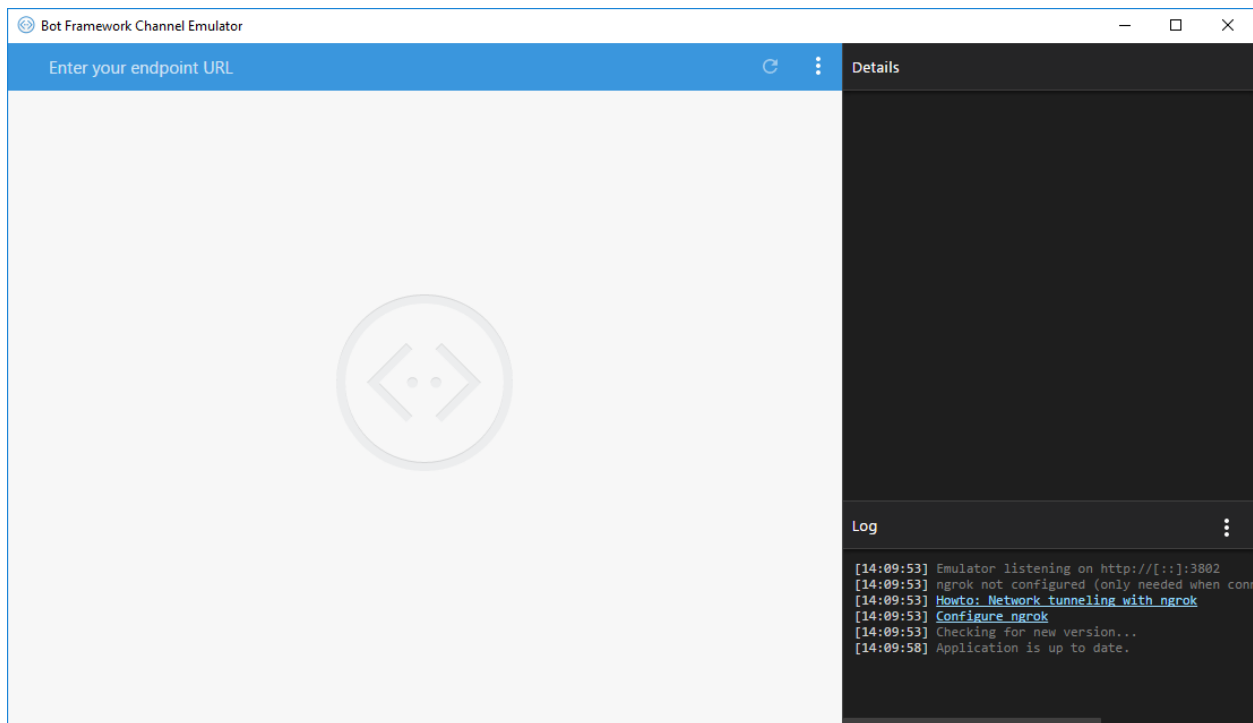 Bot Framework Channel Emulator
Enter your endpoint URL
Details
Log
[14:09:53] Emulator listening on http://[::]:3802
[14:09:53] ngrok not configured (only needed when
[14:09:53] Howto: Network tunneling with ngrok
[14:09:53] Configure ngrok
[14:09:53] Checking for new version...
[14:09:58] Application is up to date.